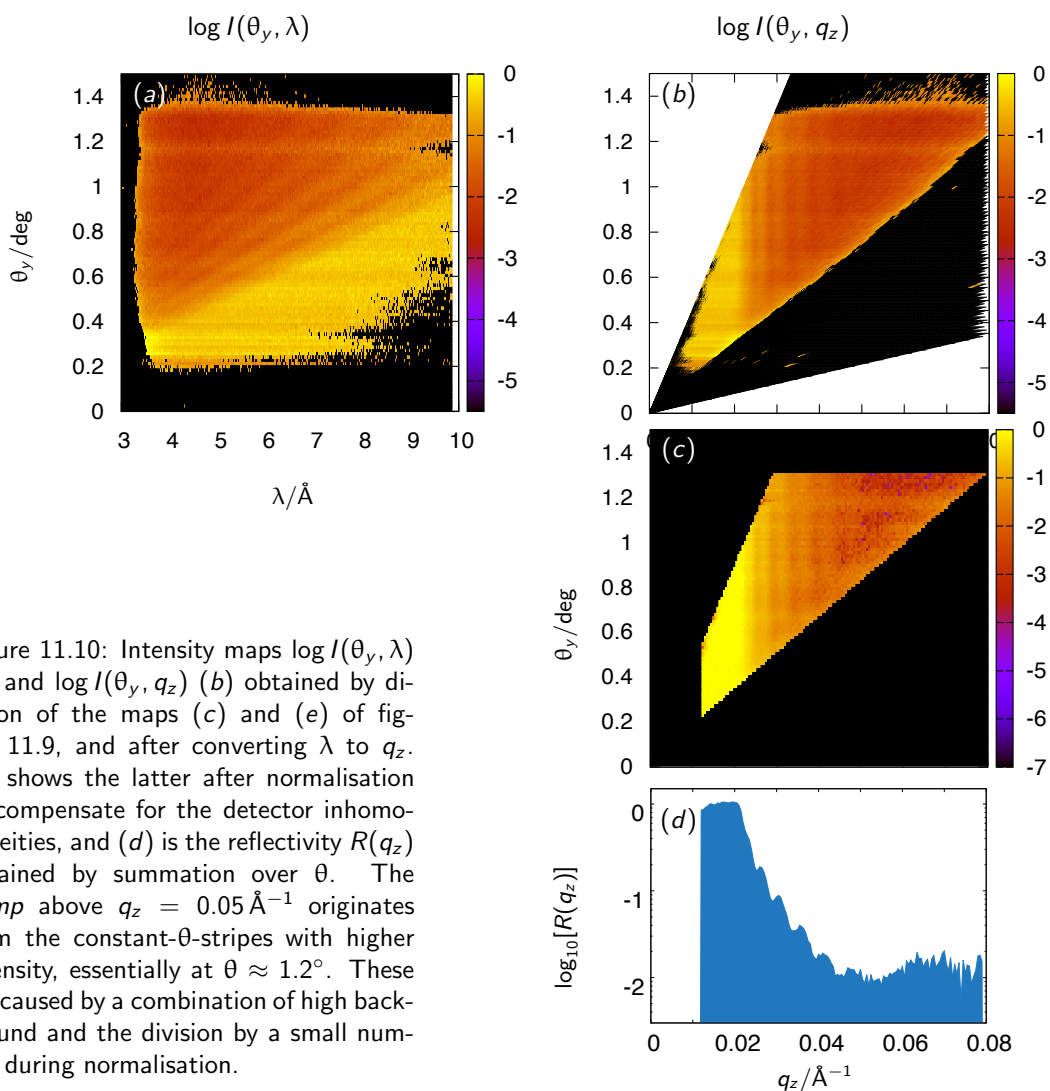 log I(θy, λ)
log I(θy, qz)
(a)
θy/deg
1.4
1.2
1
0.8
0.6
0.4
0.2
0
3 4 5 6 7 8 9 10
λ/Å
0
-1
-2
-3
-4
-5
(b)
1.4
1.2
1
0.8
0.6
0.4
0.2
0
0
-1
-2
-3
-4
-5
(c)
θy/deg
1.4
1.2
1
0.8
0.6
0.4
0.2
0
0
-1
-2
-3
-4
-5
-6
-7
(d)
log10[R(qz)]
0
-1
-2
0 0.02 0.04 0.06 0.08
qz/Å−1
ure 11.10: Intensity maps log I(θy, λ)
and log I(θy, qz) (b) obtained by di-
on of the maps (c) and (e) of fig-
11.9, and after converting λ to qz.
shows the latter after normalisation
compensate for the detector inhomo-
eities, and (d) is the reflectivity R(qz)
ained by summation over θ. The
mp above qz = 0.05 Å−1 originates
m the constant-θ-stripes with higher
ensity, essentially at θ ≈ 1.2°. These
caused by a combination of high back-
und and the division by a small num-
during normalisation.